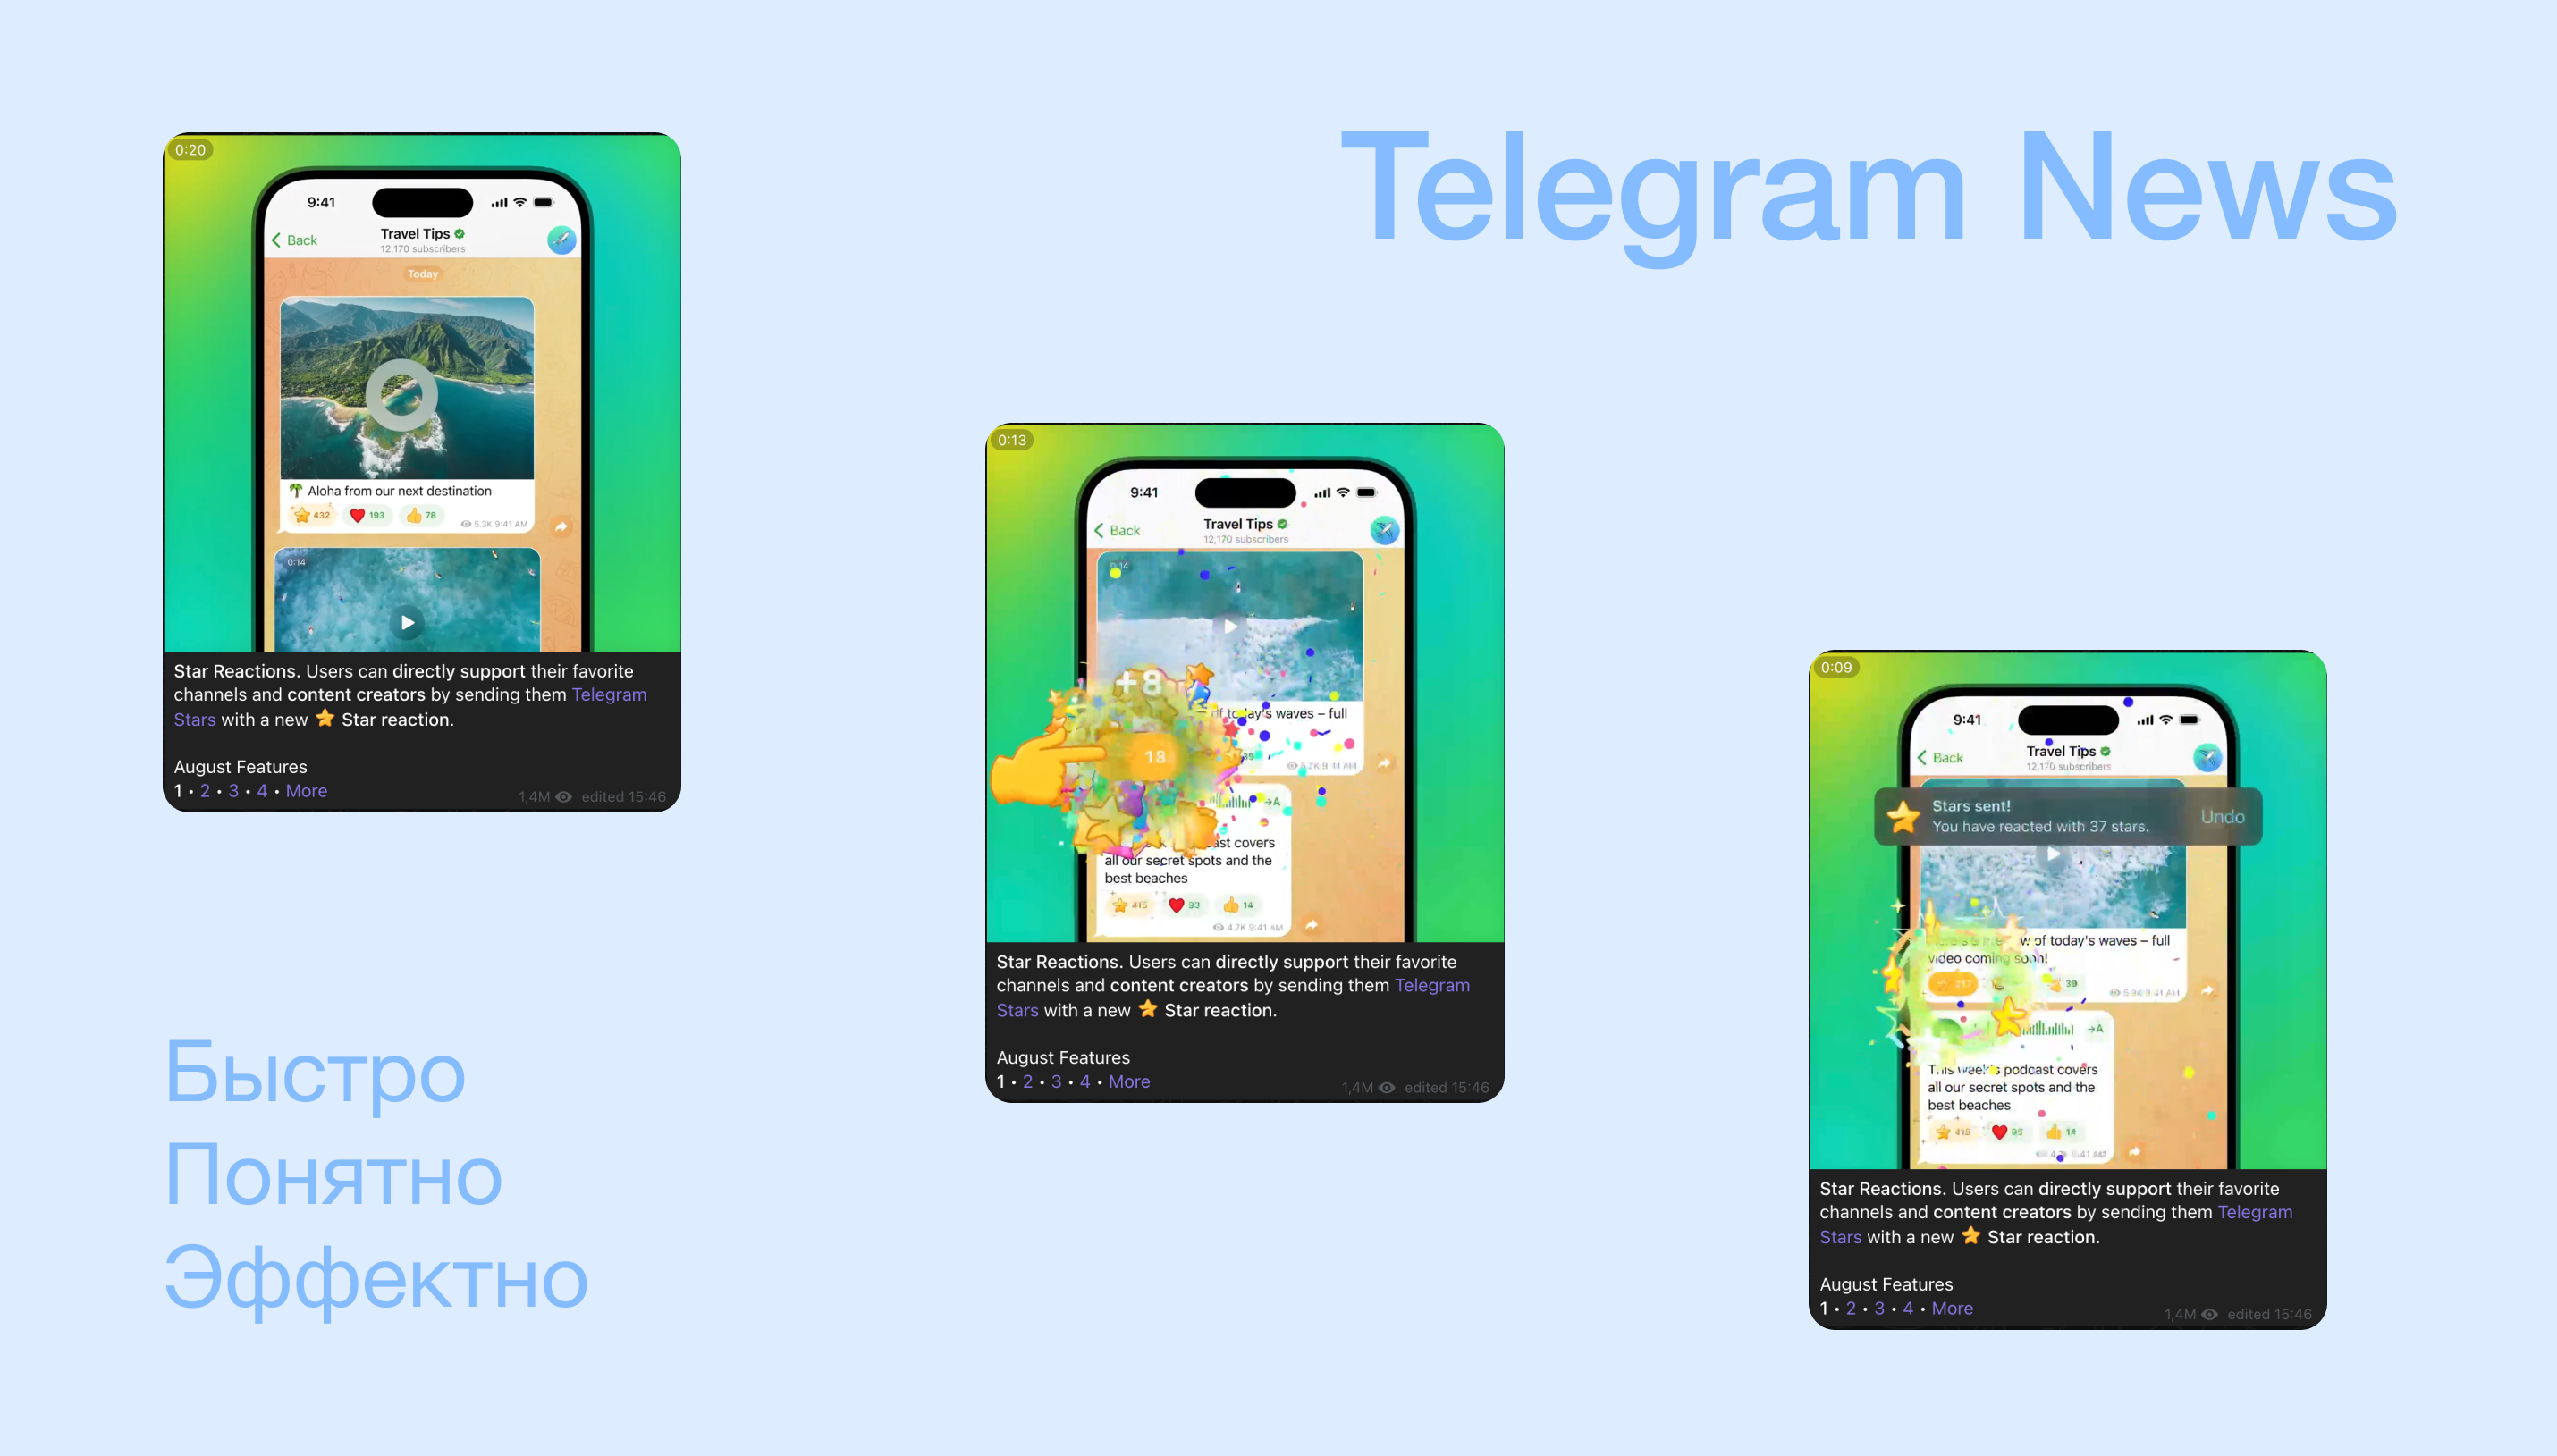 Telegram News
0:20
9:41
Back
Travel Tips
12,170 subscribers
Today
🌴 Aloha from our next destination
432 193 78
5.3K 9:41 AM
0:14
Star Reactions. Users can directly support their favorite
channels and content creators by sending them Telegram
Stars with a new ⭐ Star reaction.
August Features
1 • 2 • 3 • 4 • More
1,4M edited 15:46
0:13
9:41
Back
Travel Tips
12,170 subscribers
+8
of today's waves – full
18
39
5.2K 9:41 AM
→A
podcast covers
all our secret spots and the
best beaches
415 93 14
4.7K 9:41 AM
Star Reactions. Users can directly support their favorite
channels and content creators by sending them Telegram
Stars with a new ⭐ Star reaction.
August Features
1 • 2 • 3 • 4 • More
1,4M edited 15:46
0:09
9:41
Back
Travel Tips
12,170 subscribers
Stars sent!
You have reacted with 37 stars.
Undo
of today's waves – full
video coming soon!
39
→A
This week's podcast covers
all our secret spots and the
best beaches
415 14
Star Reactions. Users can directly support their favorite
channels and content creators by sending them Telegram
Stars with a new ⭐ Star reaction.
August Features
1 • 2 • 3 • 4 • More
1,4M edited 15:46
Быстро
Понятно
Эффектно